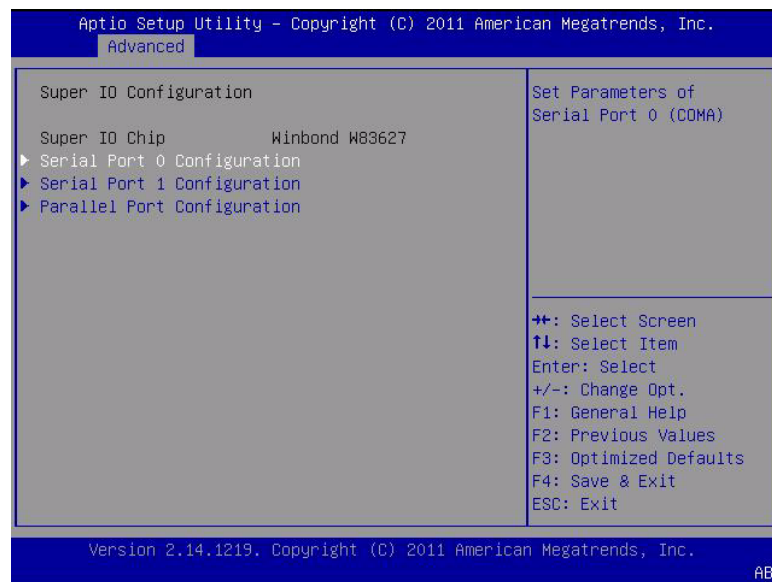 Aptio Setup Utility – Copyright (C) 2011 American Megatrends, Inc.
Advanced
Super IO Configuration
Super IO Chip Winbond W83627
Serial Port 0 Configuration
Serial Port 1 Configuration
Parallel Port Configuration
Set Parameters of
Serial Port 0 (COMA)
→←: Select Screen
↑↓: Select Item
Enter: Select
+/-: Change Opt.
F1: General Help
F2: Previous Values
F3: Optimized Defaults
F4: Save & Exit
ESC: Exit
Version 2.14.1219. Copyright (C) 2011 American Megatrends, Inc.
AB